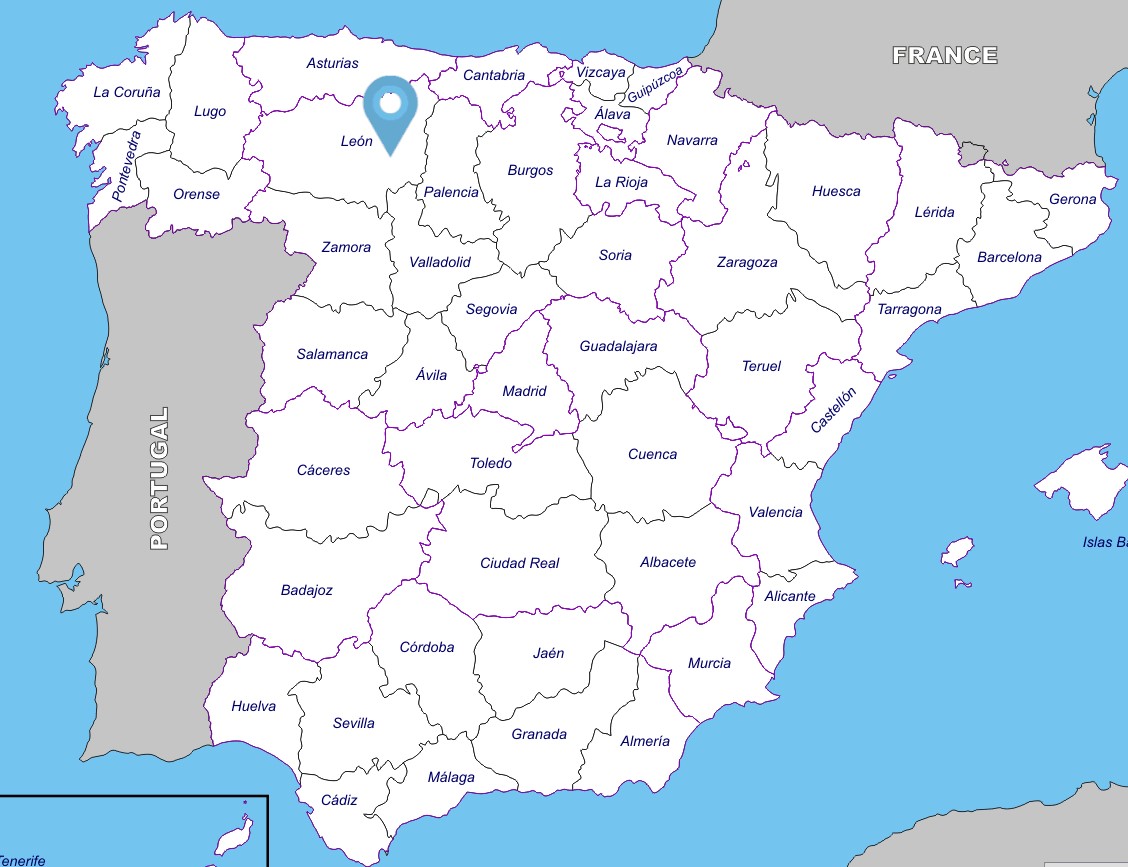 FRANCE
Asturias
Cantabria
Vizcaya
Guipúzcoa
La Coruña
Lugo
Álava
León
Navarra
Pontevedra
Burgos
La Rioja
Palencia
Huesca
Orense
Gerona
Lérida
Zamora
Valladolid
Soria
Zaragoza
Barcelona
Segovia
Tarragona
Salamanca
Guadalajara
Ávila
Teruel
Madrid
Castellón
PORTUGAL
Cáceres
Toledo
Cuenca
Valencia
Islas
Badajoz
Ciudad Real
Albacete
Alicante
Córdoba
Jaén
Murcia
Huelva
Sevilla
Granada
Almería
Málaga
Cádiz
Tenerife